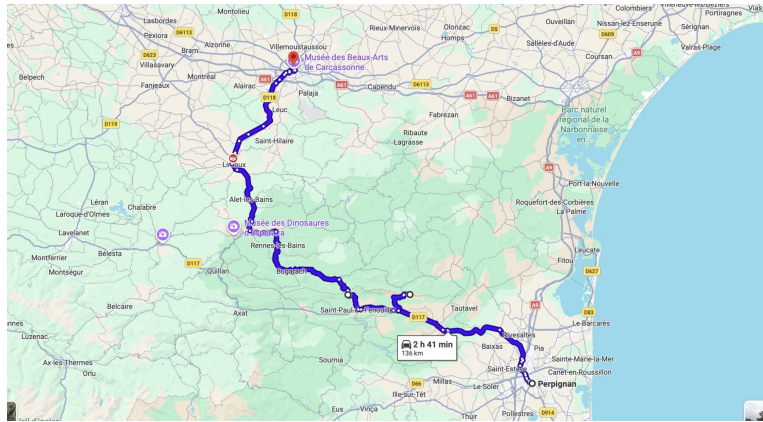 Montolieu
D118
Lasbordes
D6113
Pexiora
Villemoustaussou
Alzonne
D623
Villasavary
Musée des Beaux-Arts
de Carcassonne
Rieux-Minervois
Olonzac
Homps
D5
Ouveillan
Sallèles-d'Aude
Colombiers
Nissan-lez-Enserune
Sérignan
Portiragnes
Vias
D609
Valras-Plage
Coursan
A9
Belpech
Fanjeaux
Montréal
Alairac
A61
Palaja
Capendu
D6113
A61
A61
Bizanet
D118
Leuc
Fabrezan
Parc naturel
régional de la
Narbonnaise
en...
D119
Saint-Hilaire
Ribaute
Lagrasse
A9
Limoux
Port-la-Nouvelle
Alet-les-Bains
Léran
Chalabre
Laroque-d'Olmes
Roquefort-des-Corbières
La Palme
Lavelanet
Musée des Dinosaures
Rennes-les-Bains
Montferrier
Bélesta
D117
Montségur
Quillan
Bugarach
Fitou
Leucate
D627
Belcaire
Axat
Saint-Paul-de-Fenouillet
D117
Tautavel
A9
D83
Le Barcarès
Luzenac
Rivesaltes
2 h 41 min
136 km
Baixas
Pia
Ax-les-Thermes
Orlu
Sournia
Saint-Estève
Sainte-Marie-la-Mer
Canet-en-Roussillon
D66
Millas
Le Soler
Perpignan
Ille-sur-Têt
Eus
Vinça
Thuir
Pollestres
D914